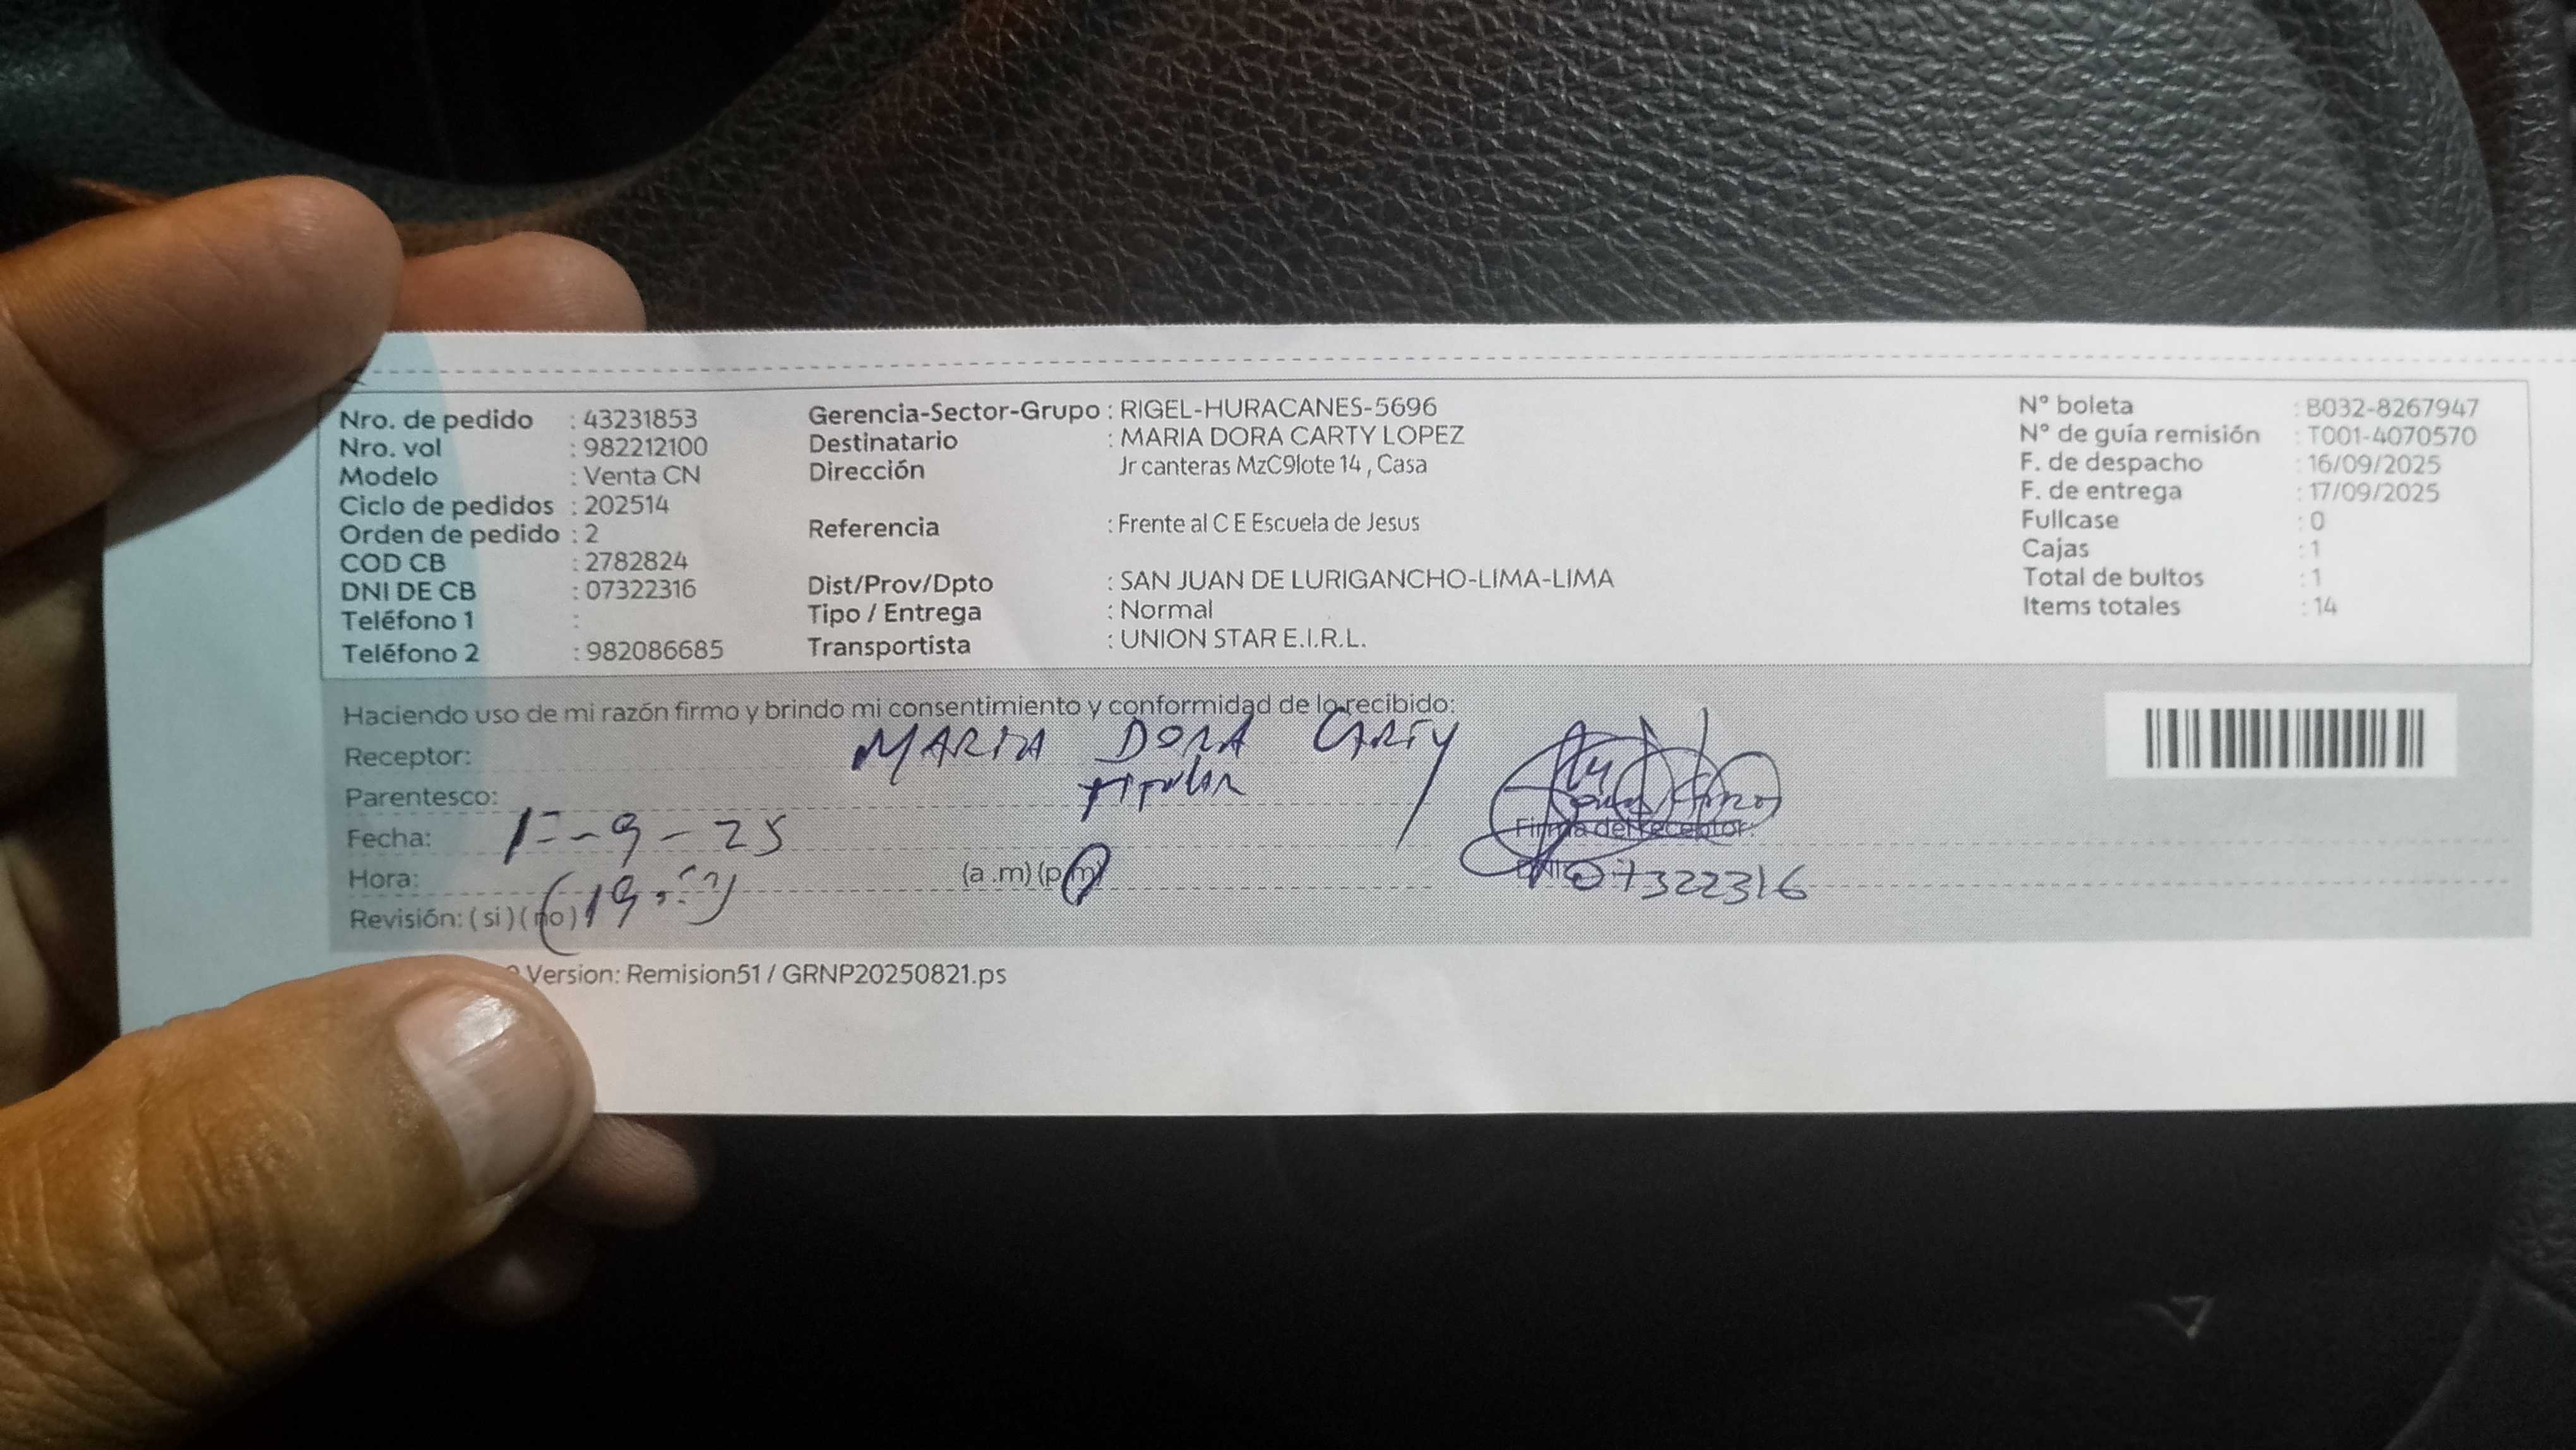 Nro. de pedido : 43231853
Nro. vol : 982212100
Modelo : Venta CN
Ciclo de pedidos : 202514
Orden de pedido : 2
COD CB : 2782824
DNI DE CB : 07322316
Teléfono 1 :
Teléfono 2 : 982086685
Gerencia-Sector-Grupo : RIGEL-HURACANES-5696
Destinatario : MARIA DORA CARTY LOPEZ
Dirección Jr canteras MzC9lote 14 , Casa
Referencia : Frente al C E Escuela de Jesus
Dist/Prov/Dpto : SAN JUAN DE LURIGANCHO-LIMA-LIMA
Tipo / Entrega : Normal
Transportista : UNION STAR E.I.R.L.
N° boleta : B032-8267947
N° de guía remisión : T001-4070570
F. de despacho : 16/09/2025
F. de entrega : 17/09/2025
Fullcase : 0
Cajas : 1
Total de bultos : 1
Items totales : 14
Haciendo uso de mi razón firmo y brindo mi consentimiento y conformidad de lo recibido:
Receptor: MARIA DORA CARTY
Parentesco: TITULAR
Fecha: -9-25
Hora: (a .m) (p.m)
Revisión: ( si ) ( no )
Firma del receptor:
DNI 07322316
Version: Remision51 / GRNP20250821.ps